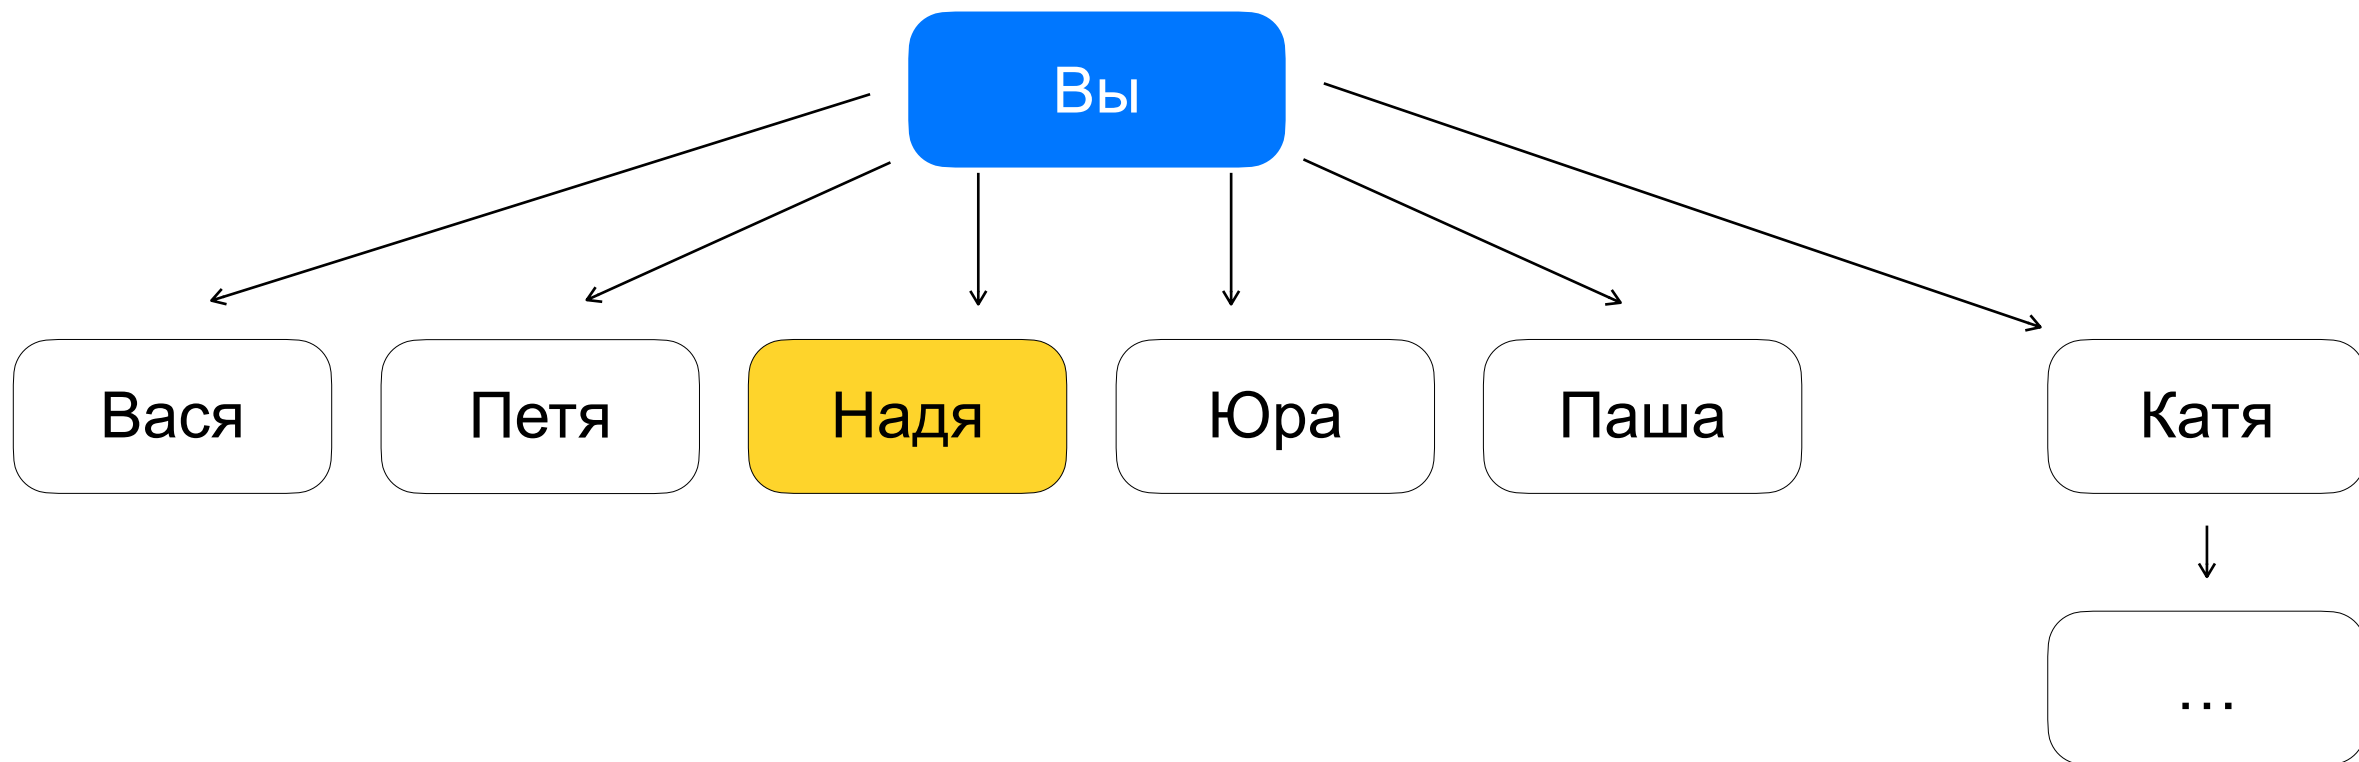 Вы
Вася
Петя
Надя
Юра
Паша
Катя
...